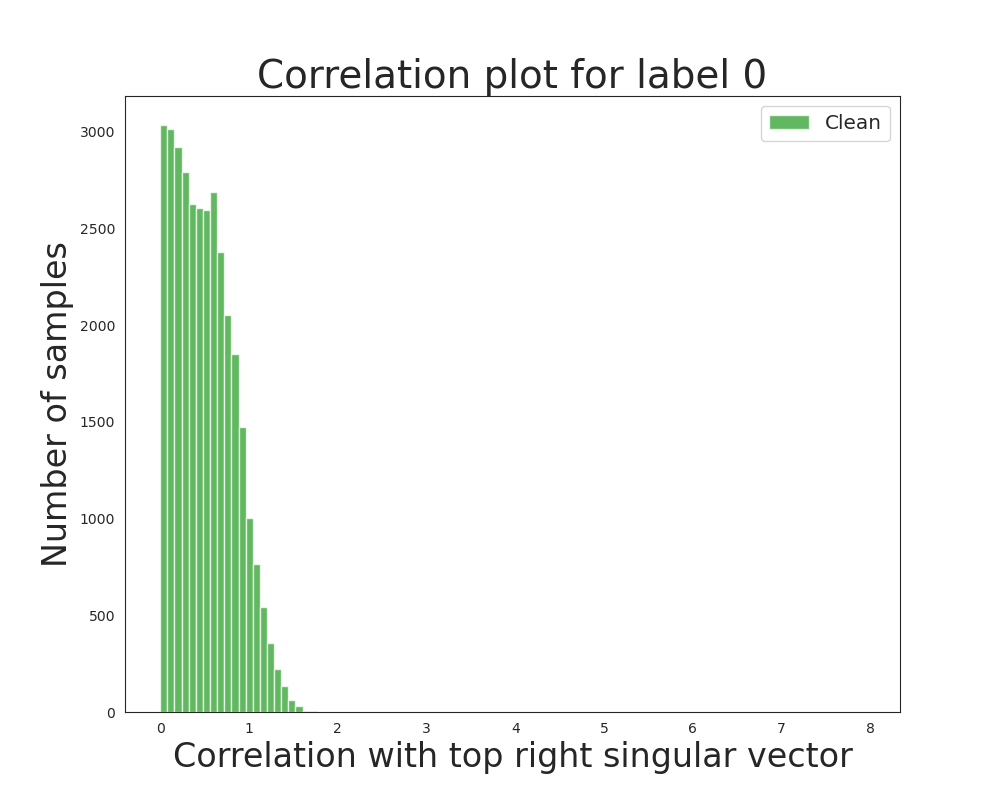 Correlation plot for label 0
Clean
Number of samples
3000
2500
2000
1500
1000
500
0
0 1 2 3 4 5 6 7 8
Correlation with top right singular vector